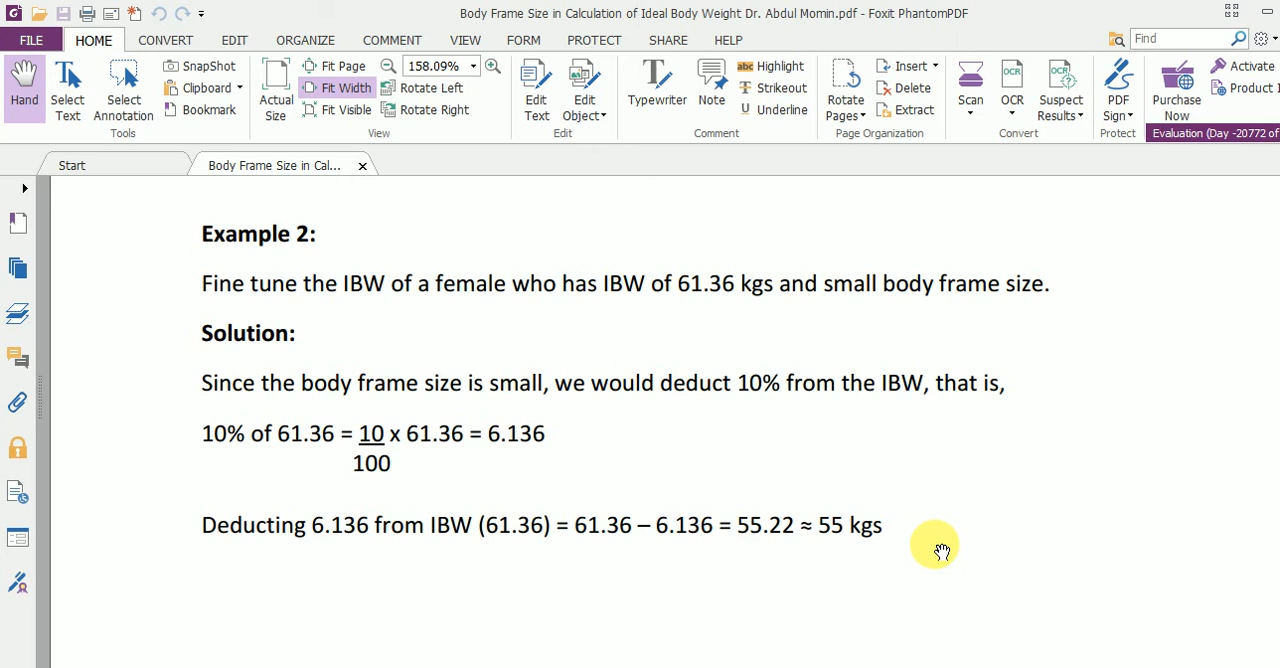 Body Frame Size in Calculation of Ideal Body Weight Dr. Abdul Momin.pdf - Foxit PhantomPDF
FILE HOME CONVERT EDIT ORGANIZE COMMENT VIEW FORM PROTECT SHARE HELP Find
Hand
Select Text
Select Annotation
SnapShot
Clipboard
Bookmark
Tools
Actual Size
Fit Page
Fit Width
Fit Visible
158.09%
Rotate Left
Rotate Right
View
Edit Text
Edit Object
Edit
Typewriter
Note
abc Highlight
Strikeout
Underline
Comment
Rotate Pages
Insert
Delete
Extract
Page Organization
Scan
OCR OCR
Suspect Results
Convert
PDF Sign
Protect
Purchase Now
Activate
Product
Evaluation (Day -20772 of
Start
Body Frame Size in Cal...
Example 2:
Fine tune the IBW of a female who has IBW of 61.36 kgs and small body frame size.
Solution:
Since the body frame size is small, we would deduct 10% from the IBW, that is,
10% of 61.36 = 10 x 61.36 = 6.136
100
Deducting 6.136 from IBW (61.36) = 61.36 – 6.136 = 55.22 ≈ 55 kgs